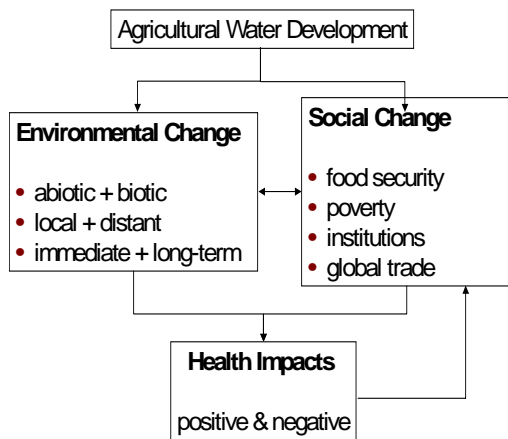 Agricultural Water Development
Environmental Change
• abiotic + biotic
• local + distant
• immediate + long-term
Social Change
• food security
• poverty
• institutions
• global trade
Health Impacts
positive & negative